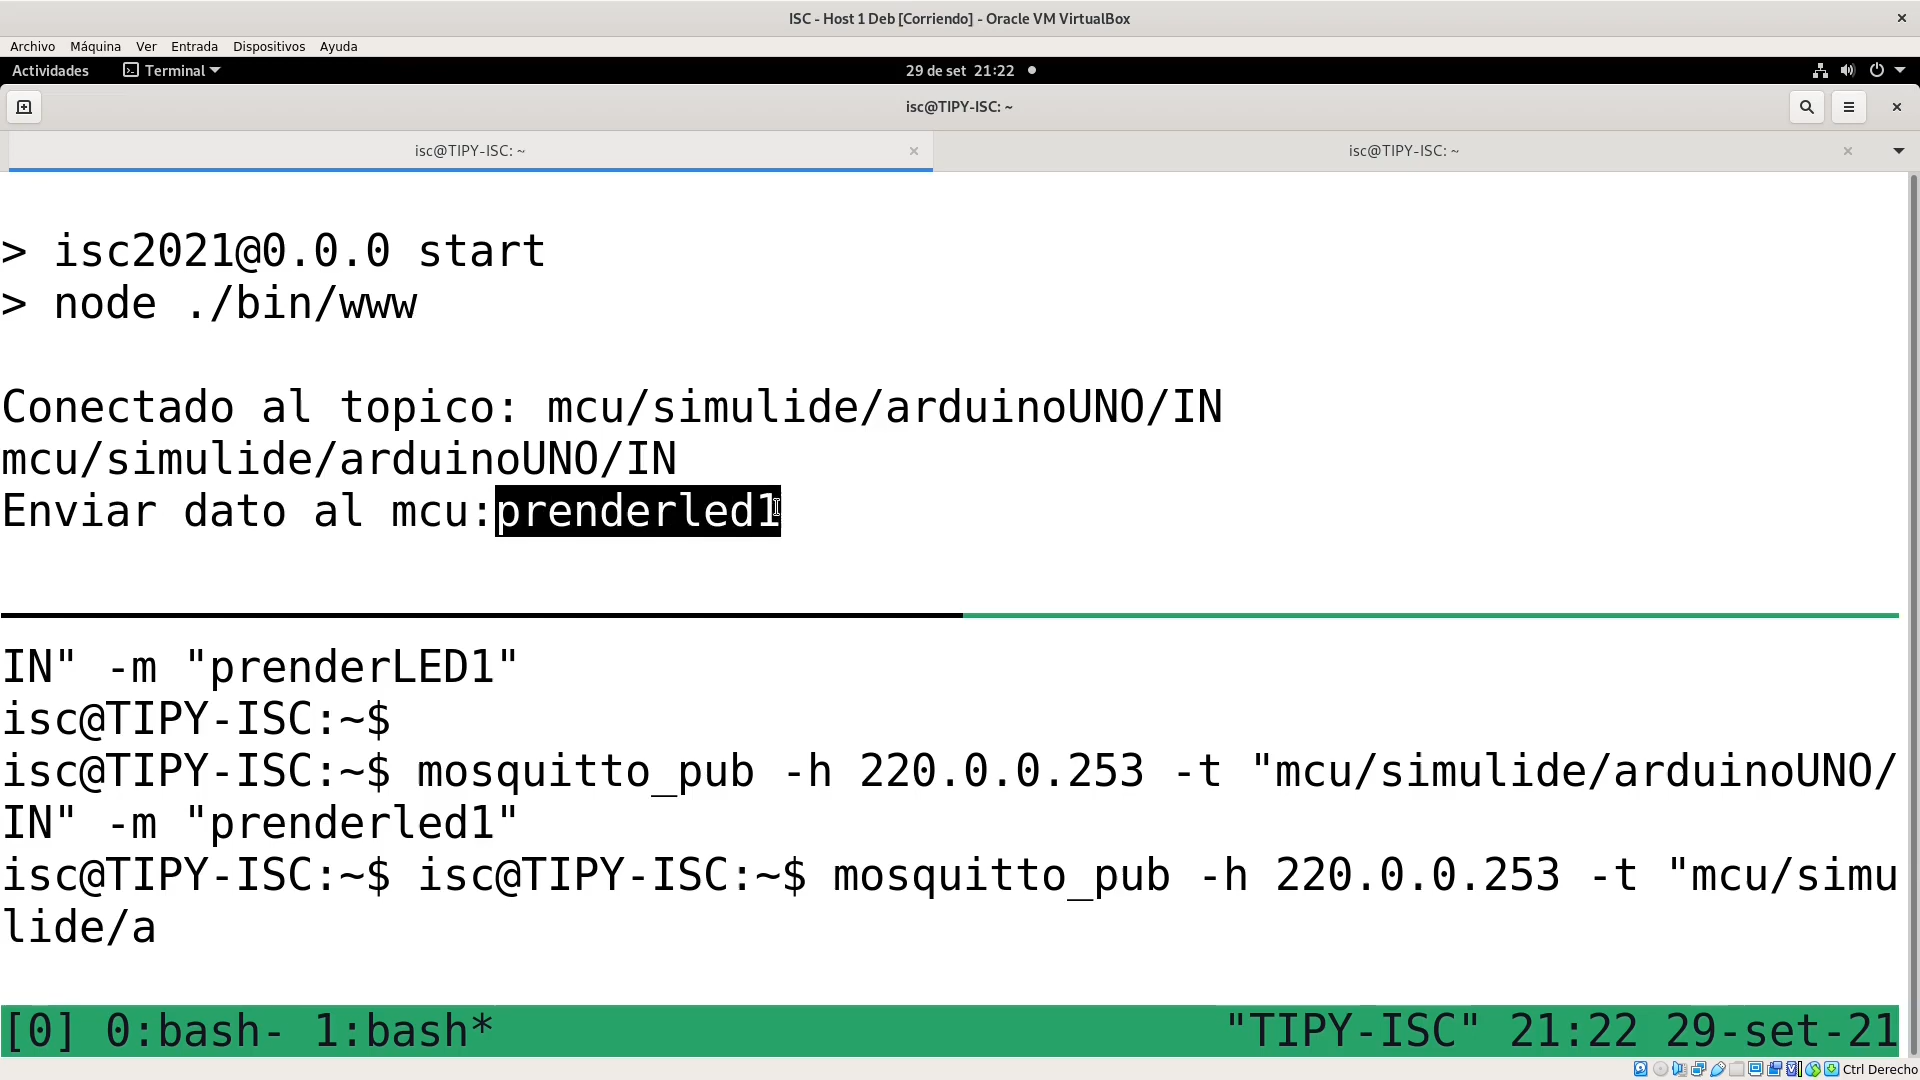 ISC - Host 1 Deb [Corriendo] - Oracle VM VirtualBox
Archivo Máquina Ver Entrada Dispositivos Ayuda
Actividades Terminal 29 de set 21:22
isc@TIPY-ISC: ~
isc@TIPY-ISC: ~ isc@TIPY-ISC: ~
> isc2021@0.0.0 start
> node ./bin/www
Conectado al topico: mcu/simulide/arduinoUNO/IN
mcu/simulide/arduinoUNO/IN
Enviar dato al mcu:prenderled1
IN" -m "prenderLED1"
isc@TIPY-ISC:~$
isc@TIPY-ISC:~$ mosquitto_pub -h 220.0.0.253 -t "mcu/simulide/arduinoUNO/
IN" -m "prenderled1"
isc@TIPY-ISC:~$ isc@TIPY-ISC:~$ mosquitto_pub -h 220.0.0.253 -t "mcu/simu
lide/a
[0] 0:bash- 1:bash* "TIPY-ISC" 21:22 29-set-21
Ctrl Derecho